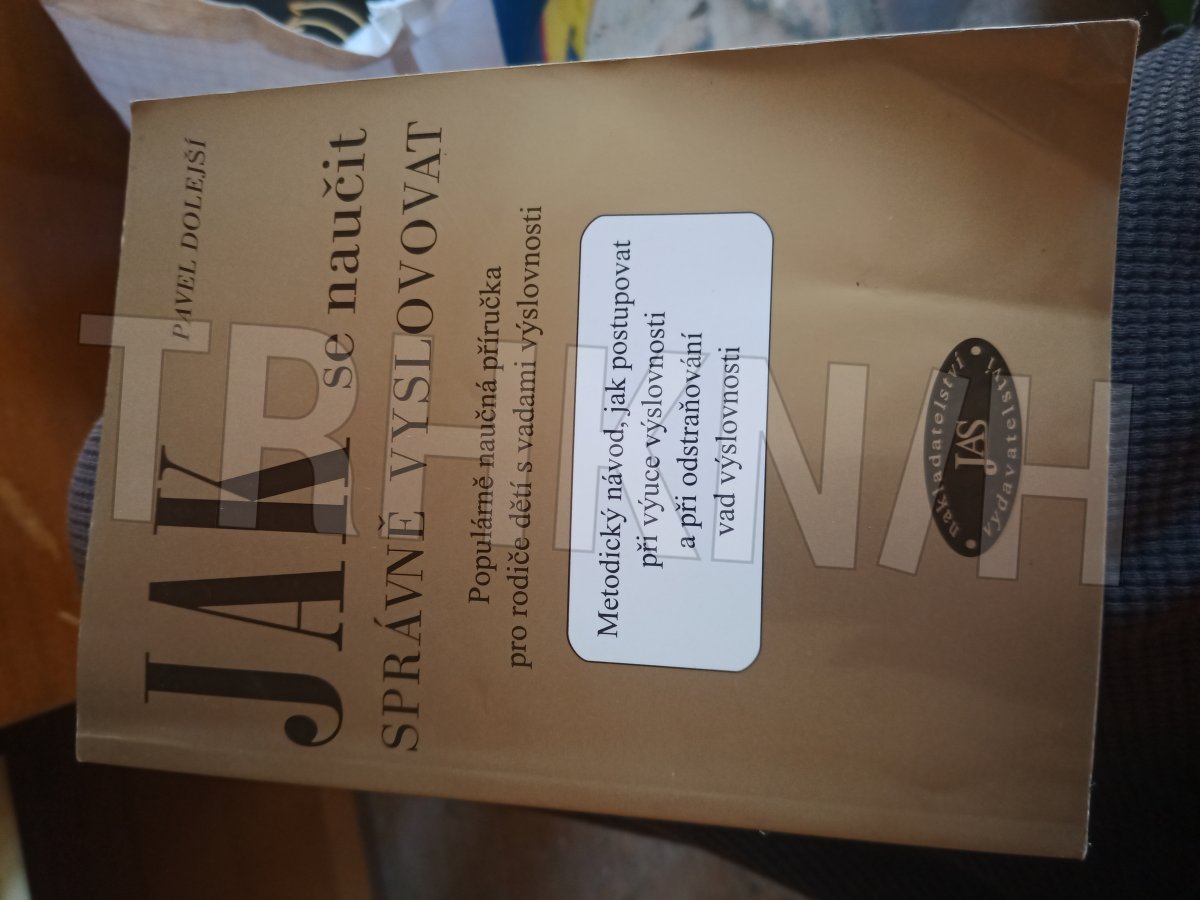 PAVEL DOLEJŠÍ
JAK se naučit
SPRÁVNĚ VYSLOVOVAT
Populárně naučná příručka
pro rodiče dětí s vadami výslovnosti
Metodický návod, jak postupovat
při výuce výslovnosti
a při odstraňování
vad výslovnosti
nakladatelství
JAS
vydavatelství